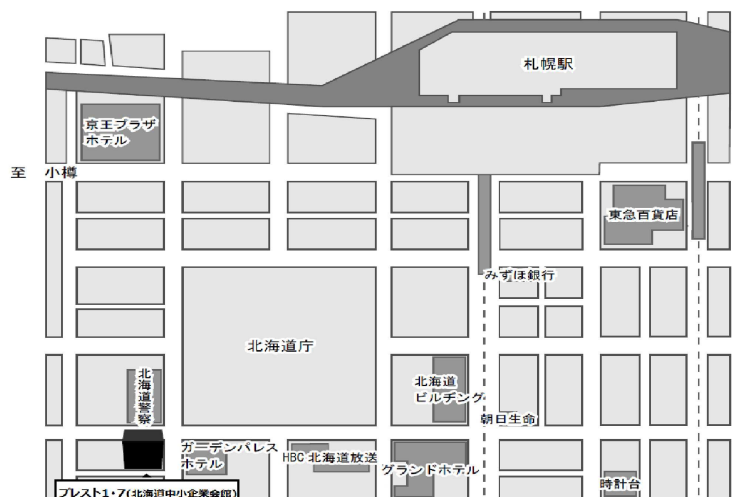 札幌駅
京王プラザ
ホテル
至 小樽
東急百貨店
みずほ銀行
北海道庁
北海道警察
北海道
ビルヂング
朝日生命
ガーデンパレス
ホテル
HBC 北海道放送
グランドホテル
時計台
プレスト1・7(北海道中小企業会館)